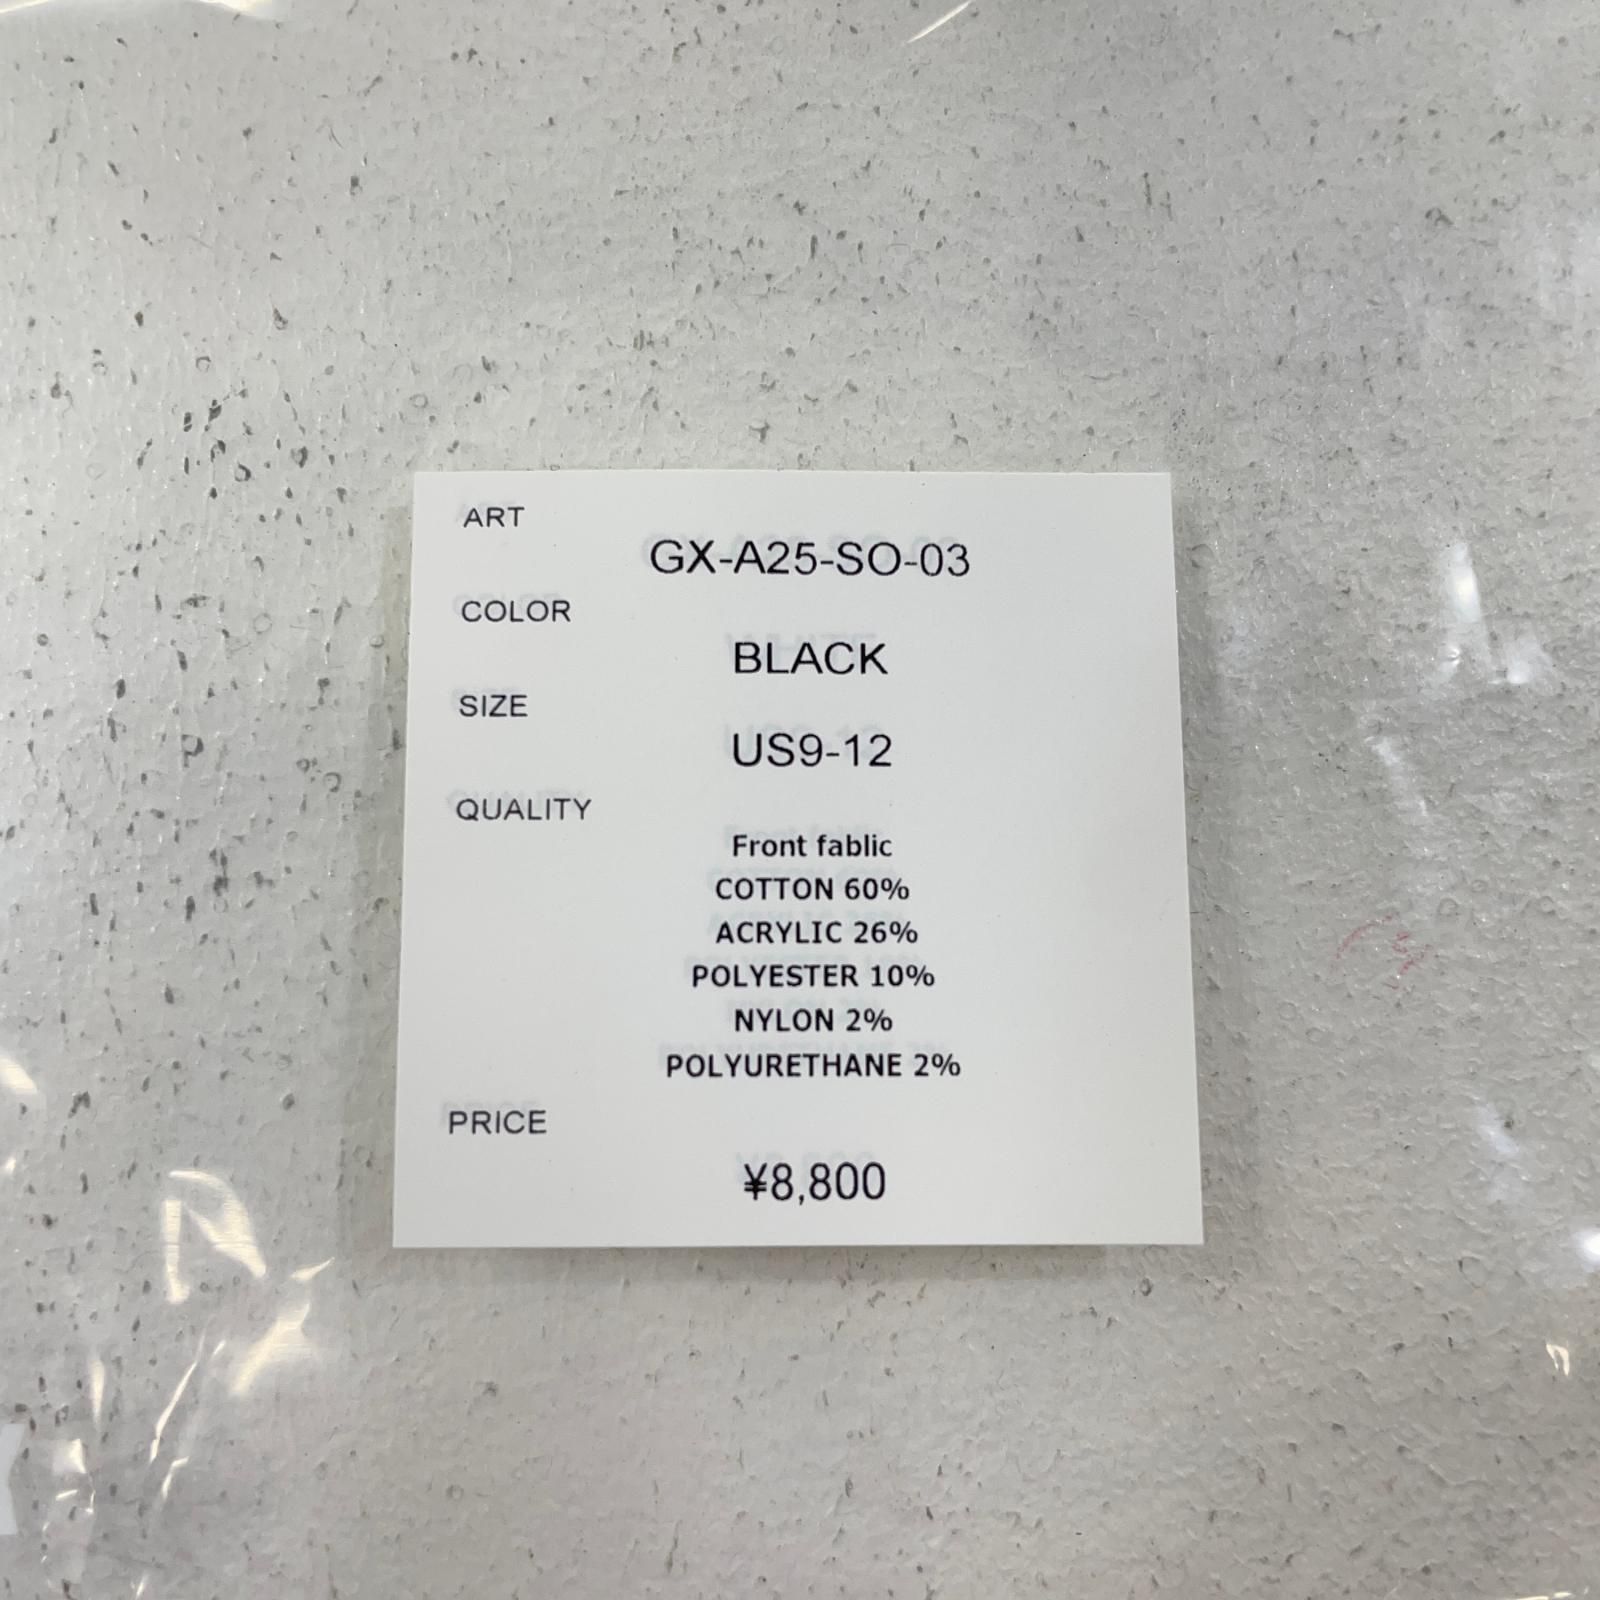 ART
GX-A25-SO-03
COLOR
BLACK
SIZE
US9-12
QUALITY
Front fablic
COTTON 60%
ACRYLIC 26%
POLYESTER 10%
NYLON 2%
POLYURETHANE 2%
PRICE
¥8,800